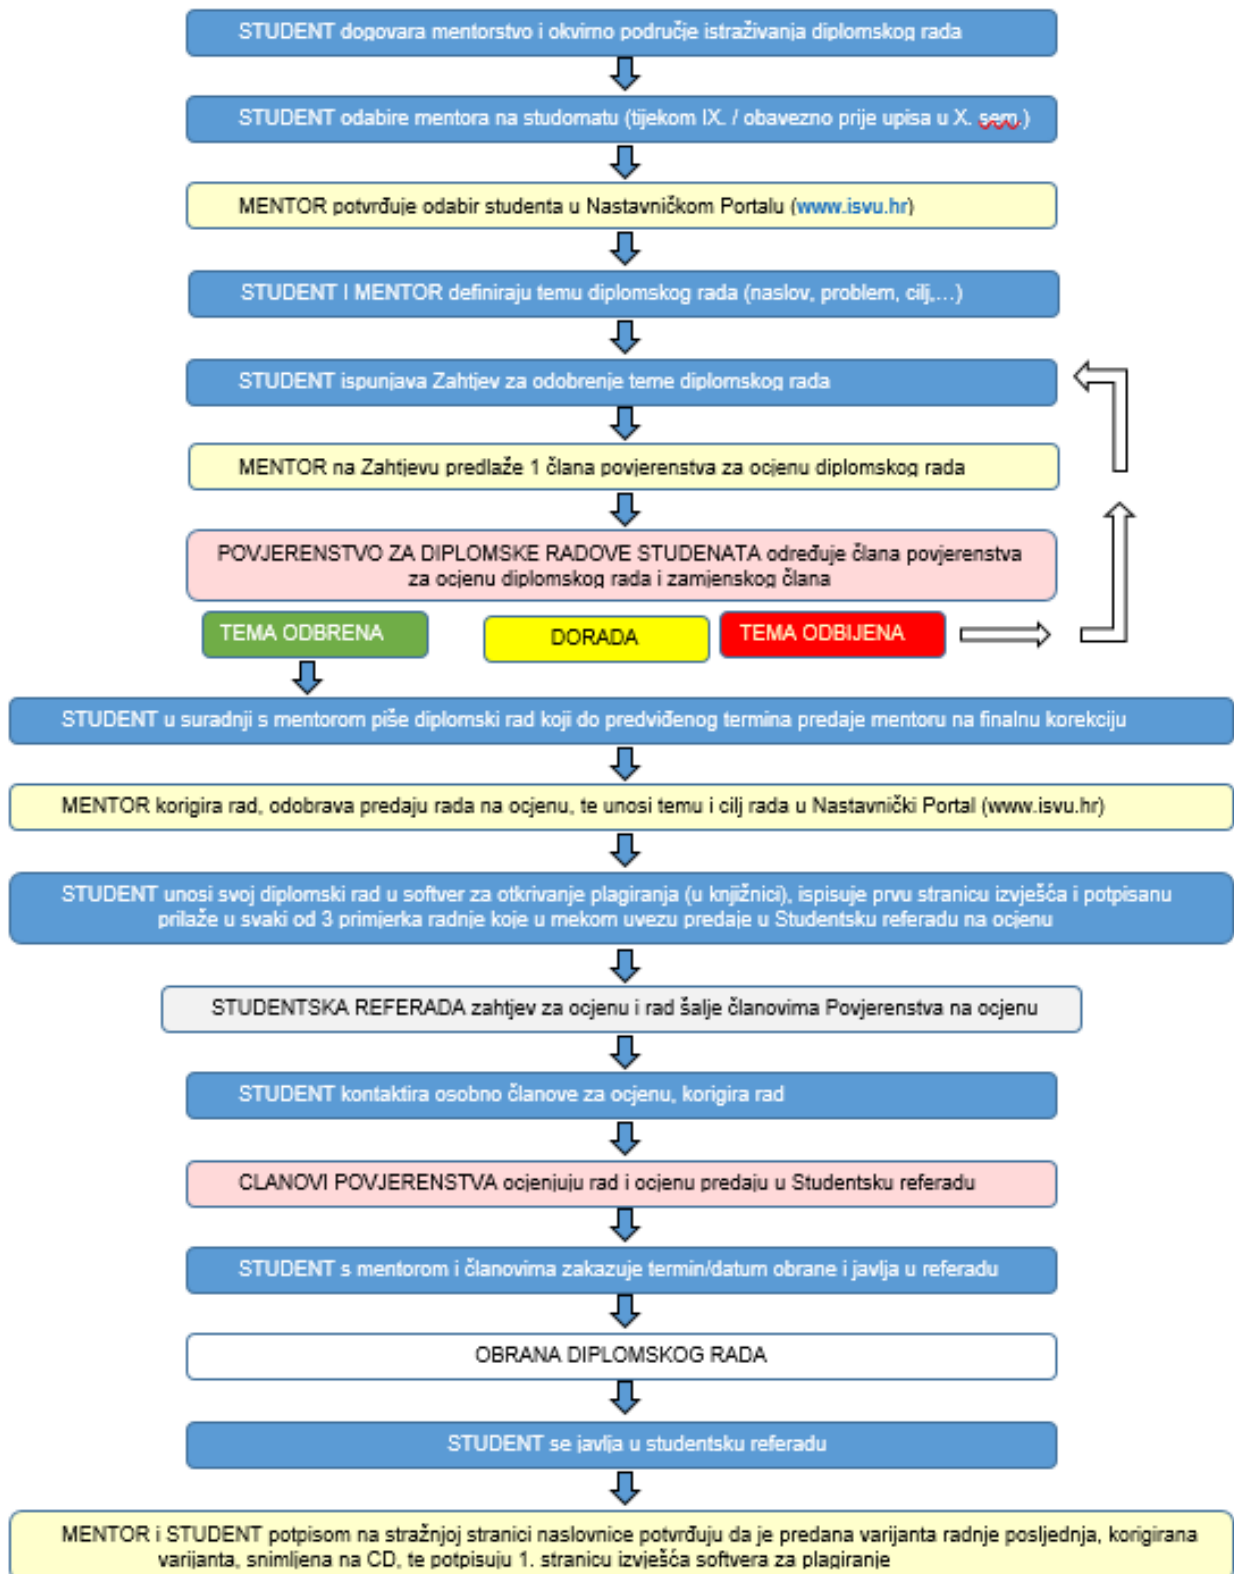 STUDENT dogovara mentorstvo i okvirno područje istraživanja diplomskog rada
STUDENT odabire mentora na studomatu (tijekom IX. / obavezno prije upisa u X. sem.)
MENTOR potvrđuje odabir studenta u Nastavničkom Portalu (www.isvu.hr)
STUDENT I MENTOR definiraju temu diplomskog rada (naslov, problem, cilj,...)
STUDENT ispunjava Zahtjev za odobrenje teme diplomskog rada
MENTOR na Zahtjevu predlaže 1 člana povjerenstva za ocjenu diplomskog rada
POVJERENSTVO ZA DIPLOMSKE RADOVE STUDENATA određuje člana povjerenstva
za ocjenu diplomskog rada i zamjenskog člana
TEMA ODBRENA
DORADA
TEMA ODBIJENA
STUDENT u suradnji s mentorom piše diplomski rad koji do predviđenog termina predaje mentoru na finalnu korekciju
MENTOR korigira rad, odobrava predaju rada na ocjenu, te unosi temu i cilj rada u Nastavnički Portal (www.isvu.hr)
STUDENT unosi svoj diplomski rad u softver za otkrivanje plagiranja (u knjižnici), ispisuje prvu stranicu izvješća i potpisanu
prilaže u svaki od 3 primjerka radnje koje u mekom uvezu predaje u Studentsku referadu na ocjenu
STUDENTSKA REFERADA zahtjev za ocjenu i rad šalje članovima Povjerenstva na ocjenu
STUDENT kontaktira osobno članove za ocjenu, korigira rad
CLANOVI POVJERENSTVA ocjenjuju rad i ocjenu predaju u Studentsku referadu
STUDENT s mentorom i članovima zakazuje termin/datum obrane i javlja u referadu
OBRANA DIPLOMSKOG RADA
STUDENT se javlja u studentsku referadu
MENTOR i STUDENT potpisom na stražnjoj stranici naslovnice potvrđuju da je predana varijanta radnje posljednja, korigirana
varijanta, snimljena na CD, te potpisuju 1. stranicu izvješća softvera za plagiranje